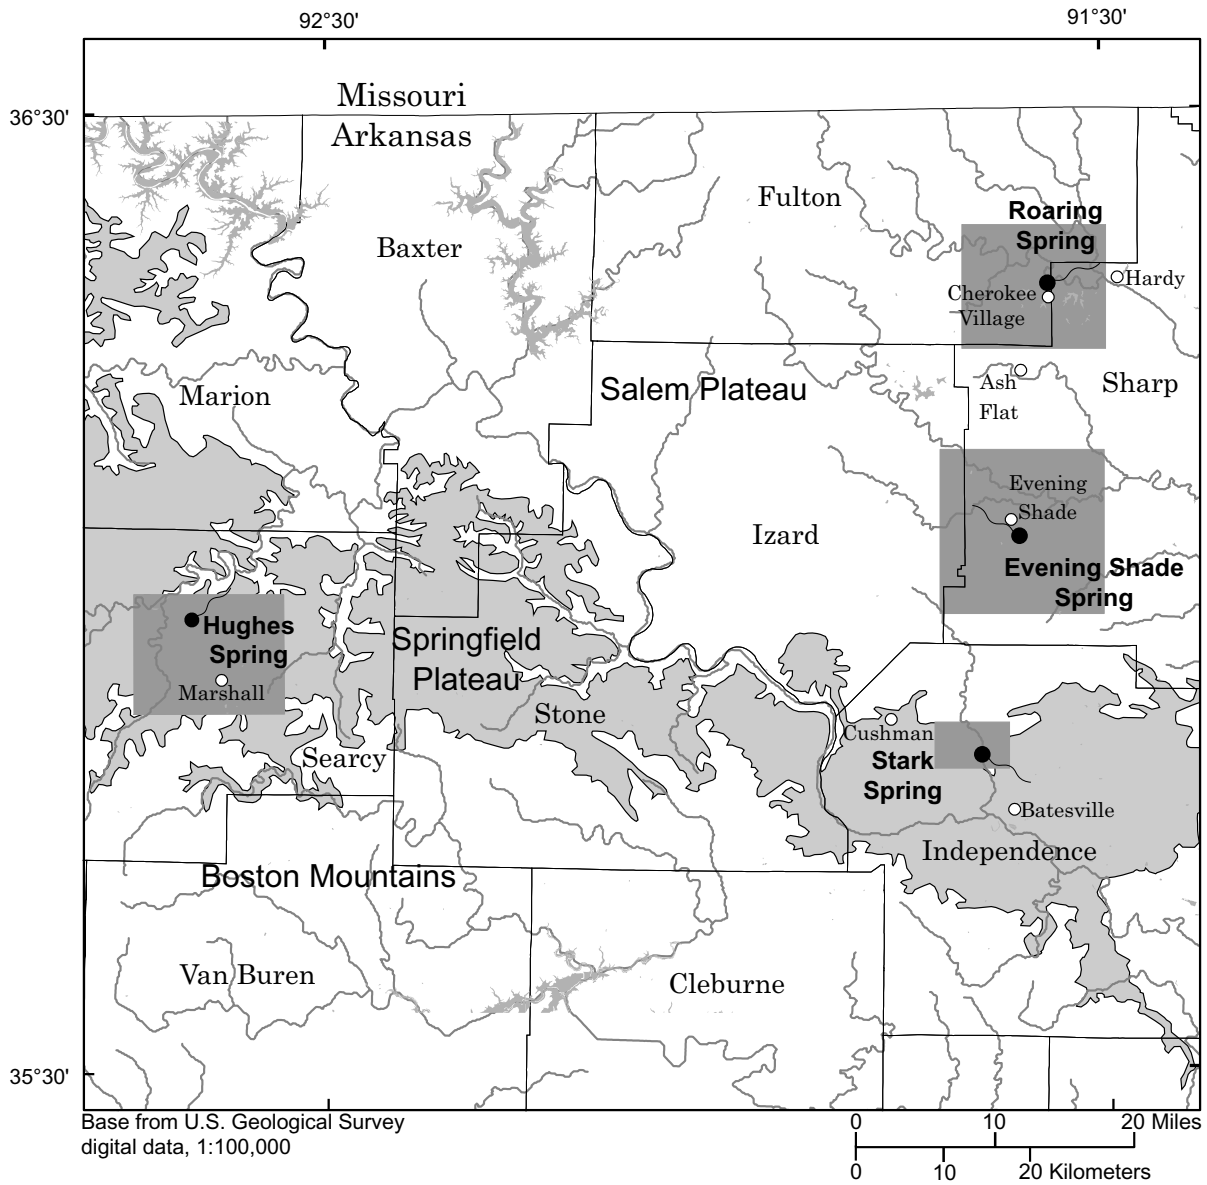 92°30'
91°30'
36°30'
Missouri
Arkansas
Fulton
Roaring
Spring
Baxter
Hardy
Cherokee
Village
Marion
Salem Plateau
Ash
Flat
Sharp
Evening
Shade
Izard
Evening Shade
Spring
Hughes
Spring
Springfield
Plateau
Marshall
Stone
Cushman
Searcy
Stark
Spring
Batesville
Independence
Boston Mountains
Van Buren
Cleburne
35°30'
Base from U.S. Geological Survey
digital data, 1:100,000
0 10 20 Miles
0 10 20 Kilometers